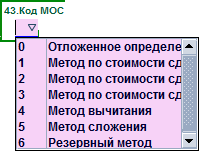 43.Код МОС
0 Отложенное определе
1 Метод по стоимости сд
2 Метод по стоимости сд
3 Метод по стоимости сд
4 Метод вычитания
5 Метод сложения
6 Резервный метод